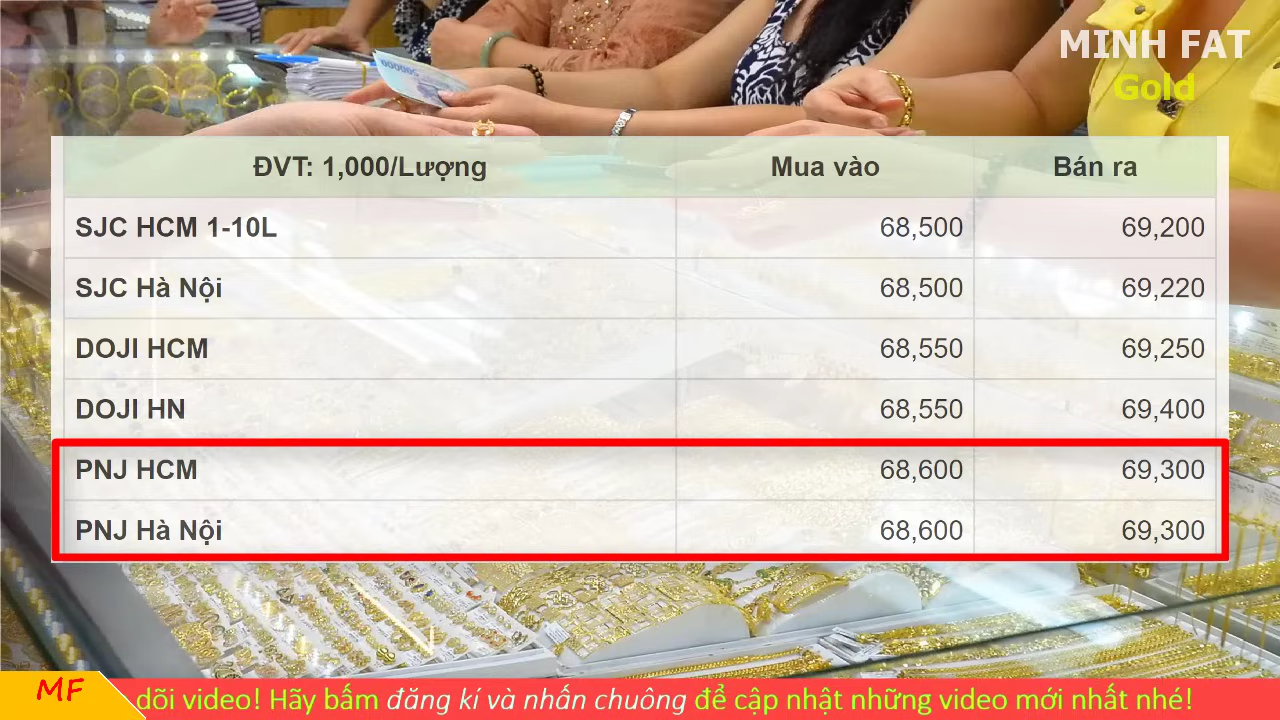 MINH FAT
Gold
ĐVT: 1,000/Lượng Mua vào Bán ra
SJC HCM 1-10L 68,500 69,200
SJC Hà Nội 68,500 69,220
DOJI HCM 68,550 69,250
DOJI HN 68,550 69,400
PNJ HCM 68,600 69,300
PNJ Hà Nội 68,600 69,300
MF
dõi video! Hãy bấm đăng kí và nhấn chuông để cập nhật những video mới nhất nhé!